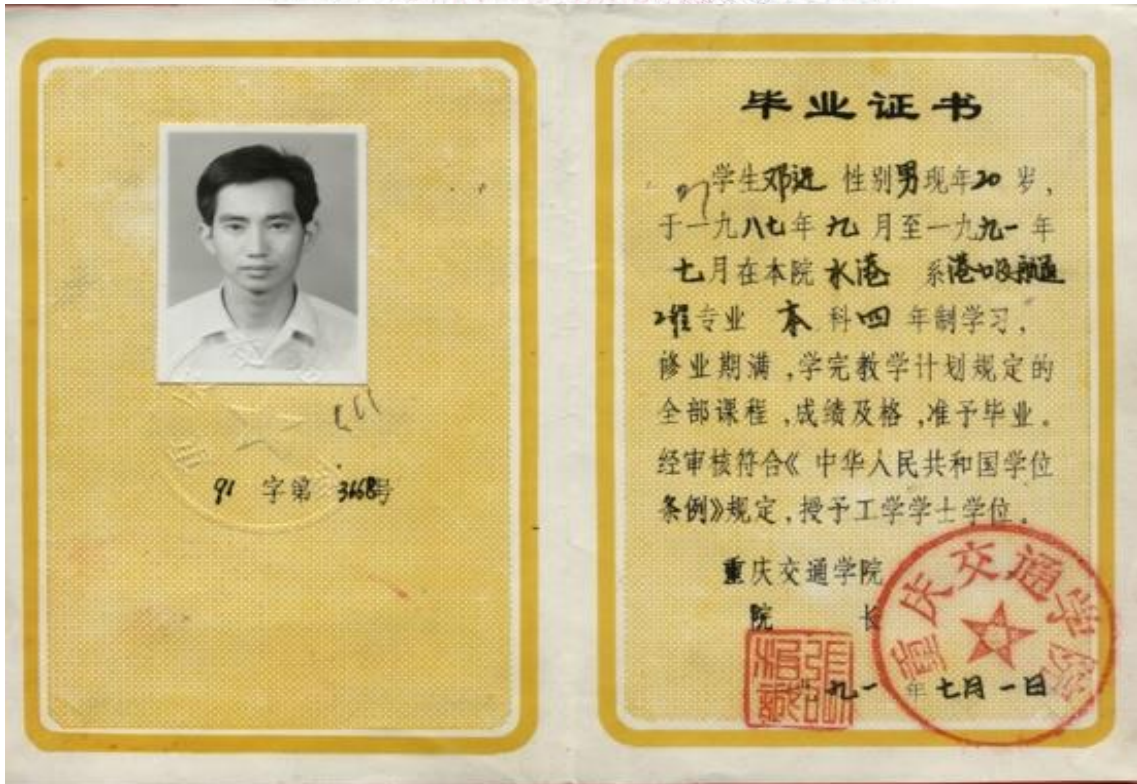 91 字第 3168号
毕业证书
学生邓远 性别男现年20岁，
于一九八七年九月至一九九一年
七月在本院水港 系港口及航道
工程专业 本科四年制学习，
修业期满，学完教学计划规定的
全部课程，成绩及格，准予毕业。
经审核符合《中华人民共和国学位
条例》规定，授予工学学士学位。
重庆交通学院
院 长
九一年七月一日
重庆交通学院